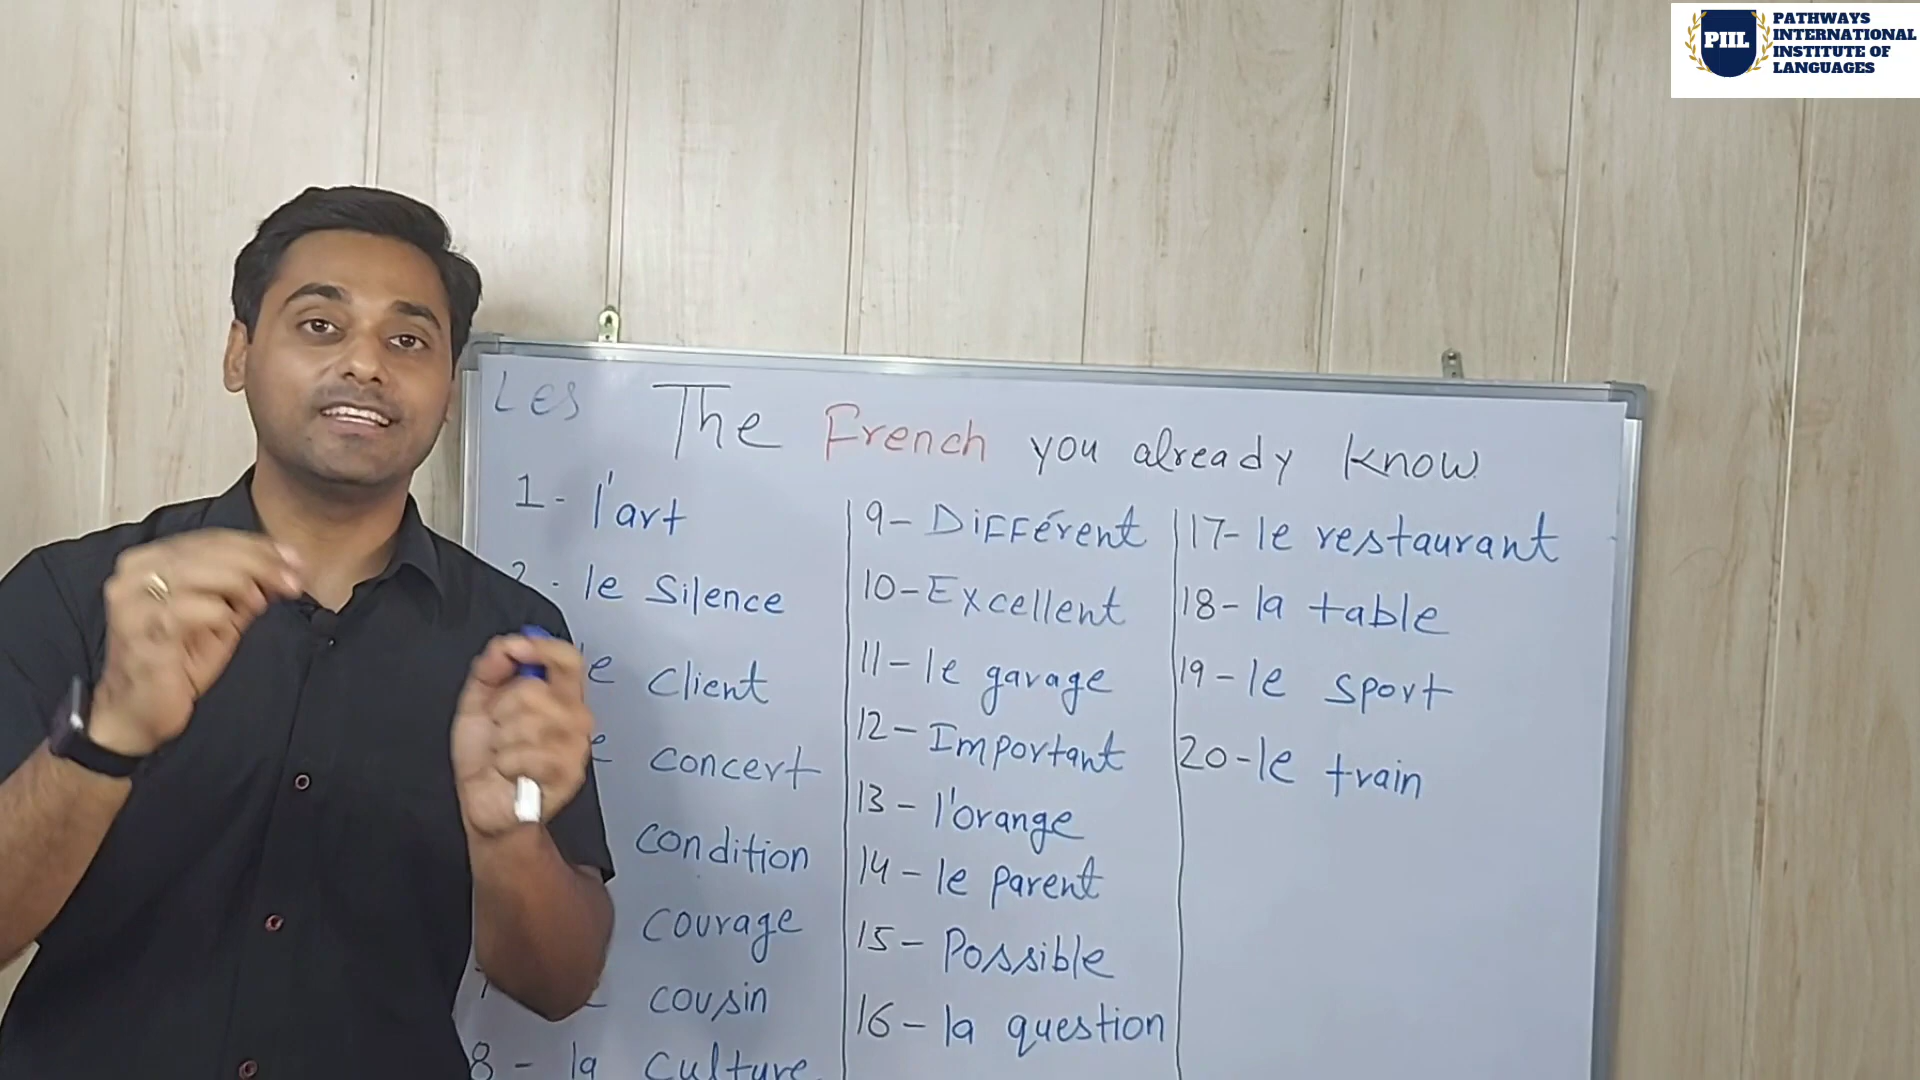 PIIL
PATHWAYS
INTERNATIONAL
INSTITUTE OF
LANGUAGES
Les The French you already know
1- l'art
2- le Silence
le client
concert
condition
courage
cousin
8- la culture
9- Différent
10- Excellent
11- le garage
12- Important
13- l'orange
14- le parent
15- Possible
16- la question
17- le restaurant
18- la table
19- le sport
20- le train